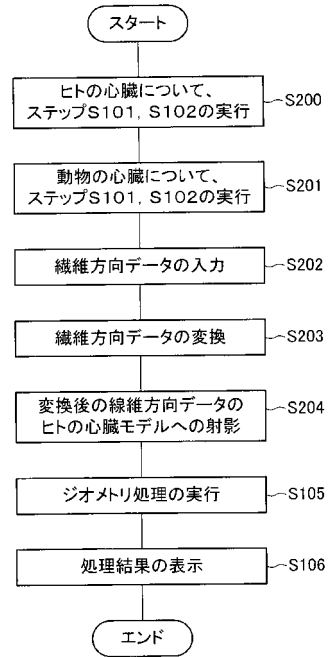 スタート
ヒトの心臓について、
ステップS101, S102の実行
S200
動物の心臓について、
ステップS101, S102の実行
S201
繊維方向データの入力
S202
繊維方向データの変換
S203
変換後の線維方向データの
ヒトの心臓モデルへの射影
S204
ジオメトリ処理の実行
S105
処理結果の表示
S106
エンド